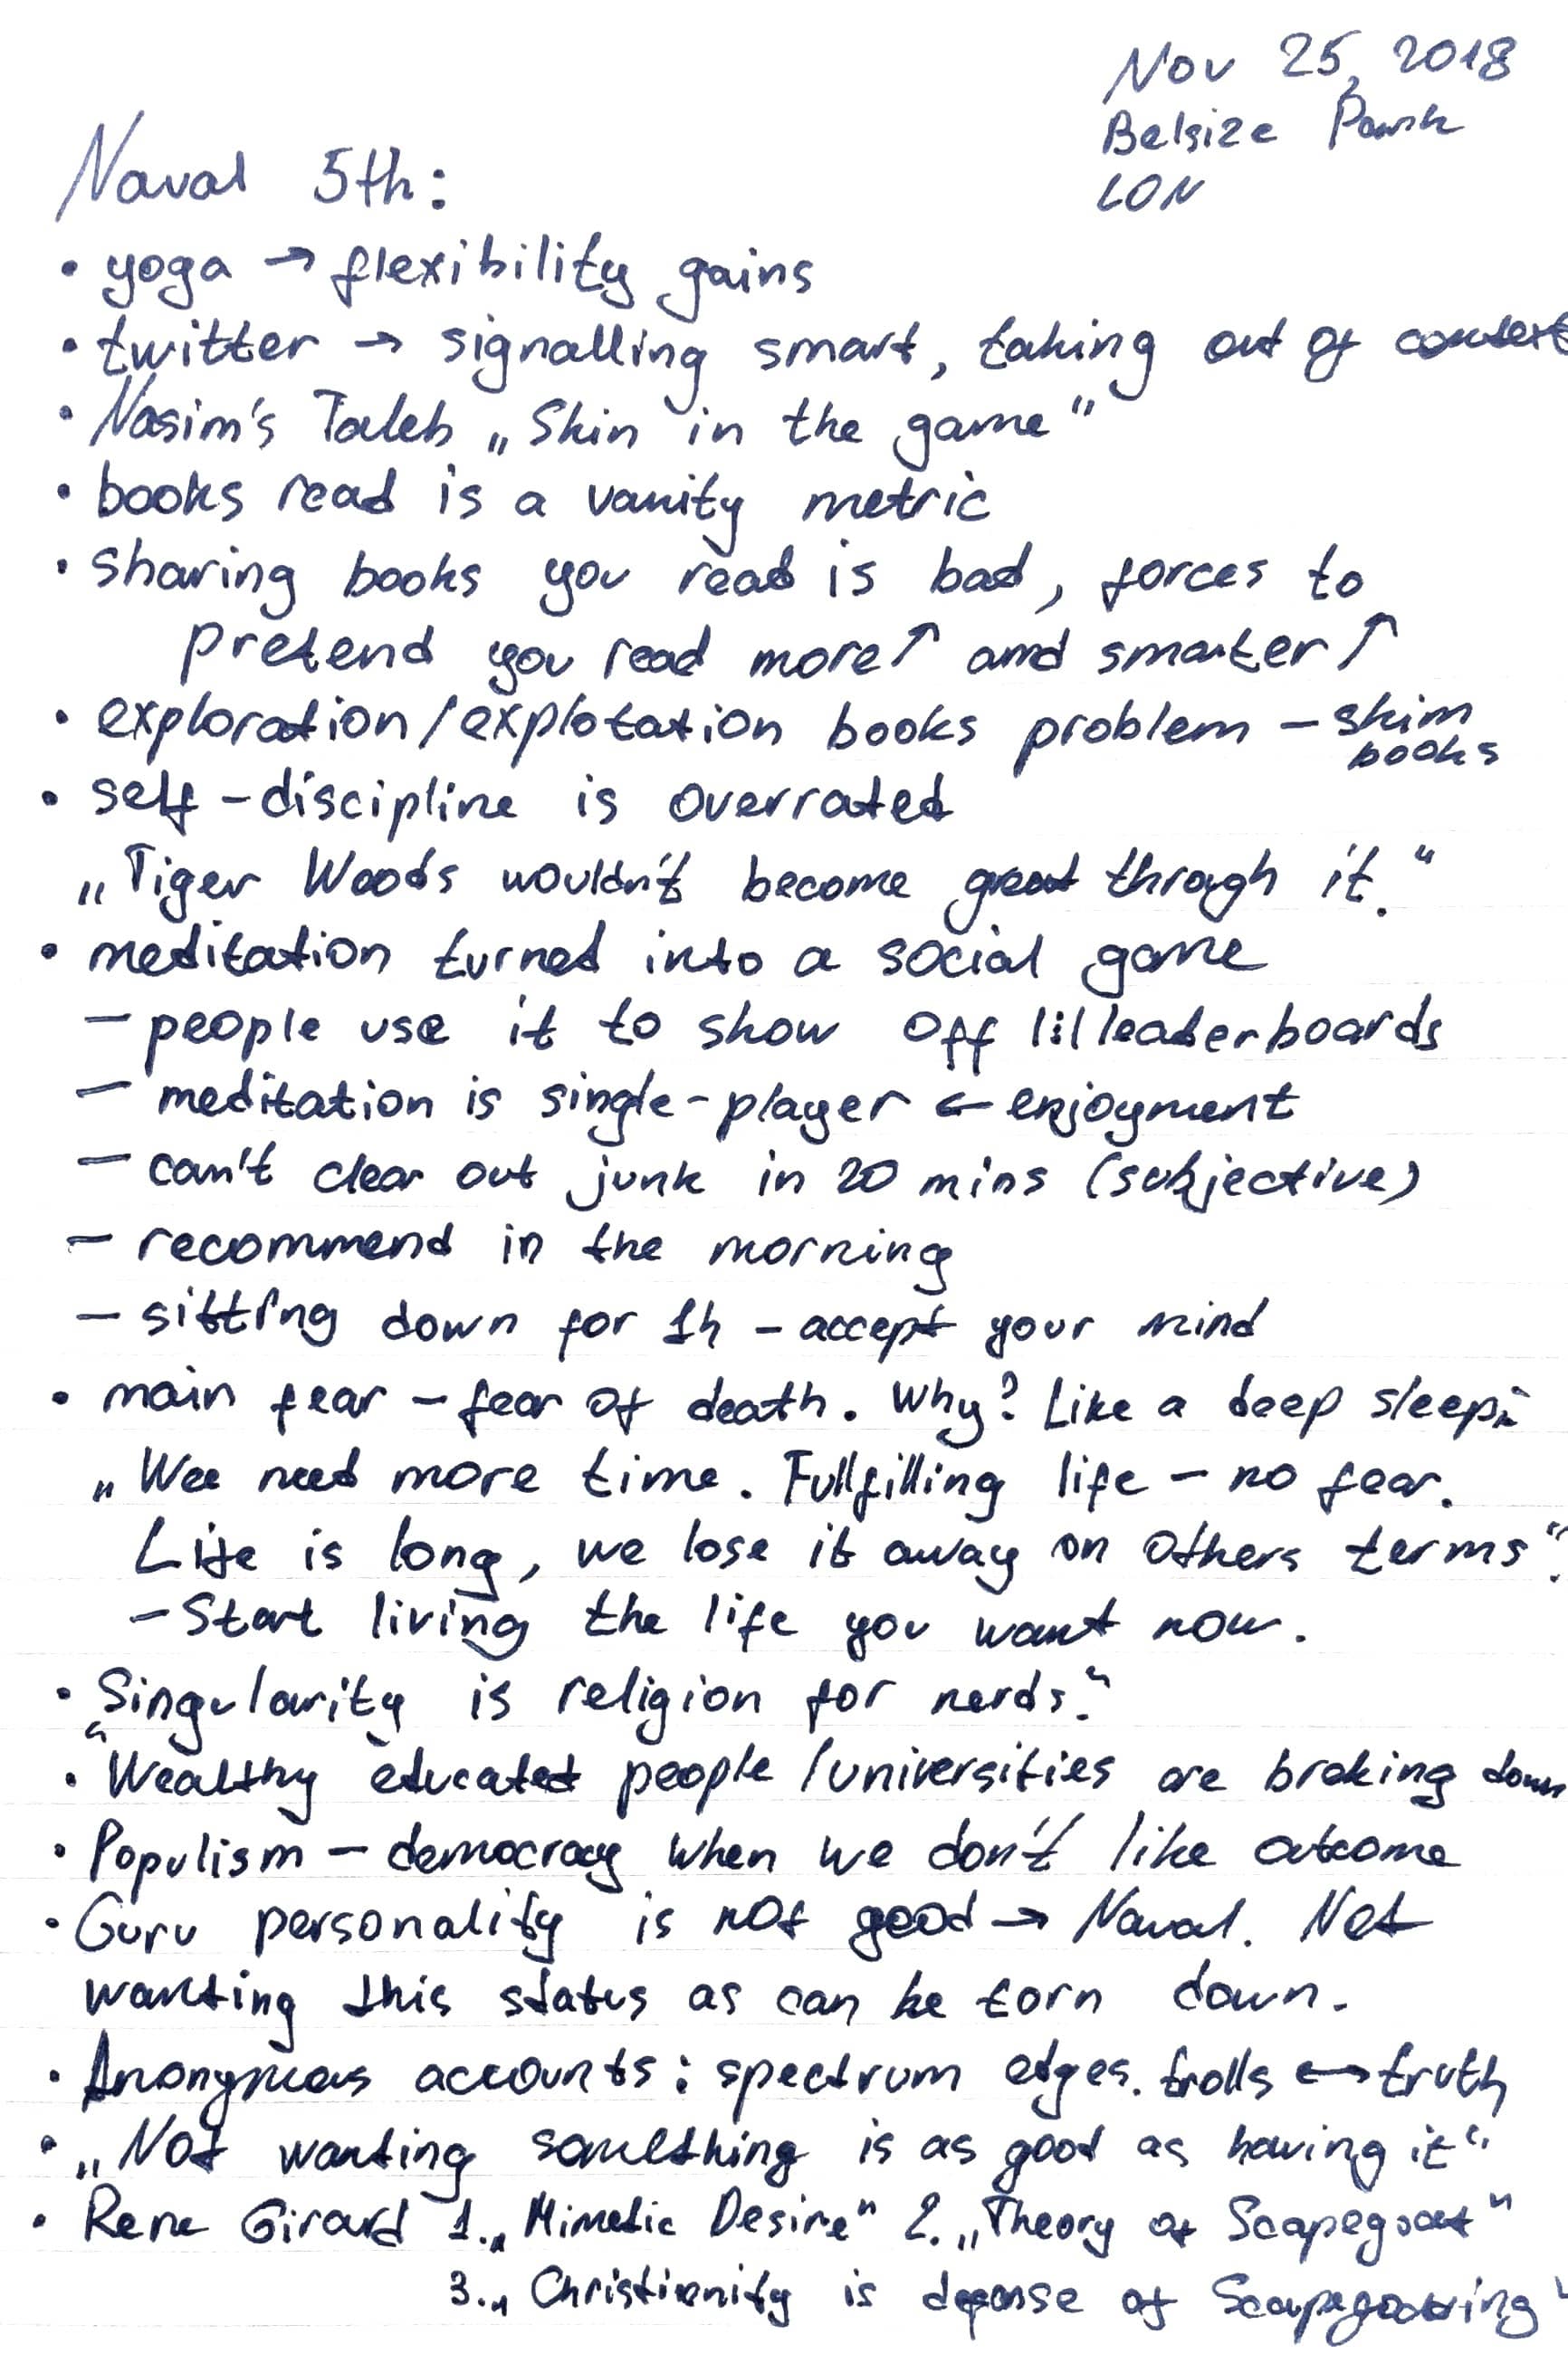 Nov 25, 2018
Belsize Park
LON
Naval 5th:
• yoga → flexibility gains
• twitter → signalling smart, taking out of context
• Nasim's Taleb „Skin in the game"
• books read is a vanity metric
• sharing books you read is bad, forces to
pretend you read more↑ and smarter↑
• exploration/explotation books problem – skim
books
• self-discipline is overrated
„Tiger Woods wouldn't become great throgh it."
• meditation turned into a social game
– people use it to show off lil leaderboards
– meditation is single-player ← enjoyment
– can't clear out junk in 20 mins (subjective)
– recommend in the morning
– sitting down for 1h – accept your mind
• main fear – fear of death. Why? Like a deep sleep
„Wee need more time. Fullfilling life – no fear.
Life is long, we lose it away on others terms".
– Start living the life you want now.
• „Singularity is religion for nerds."
• Wealthy educated people/universities are broking down
• Populism – democracy when we don't like outcome
• Guru personality is not good → Naval. Not
wanting this status as can be torn down.
• Anonymous accounts: spectrum edges. trolls ↔ truth
• „Not wanting something is as good as having it"
• Rene Girard 1. „Mimetic Desire" 2. „Theory of Scapegoat"
3. „Christianity is defense of Scapegoating"